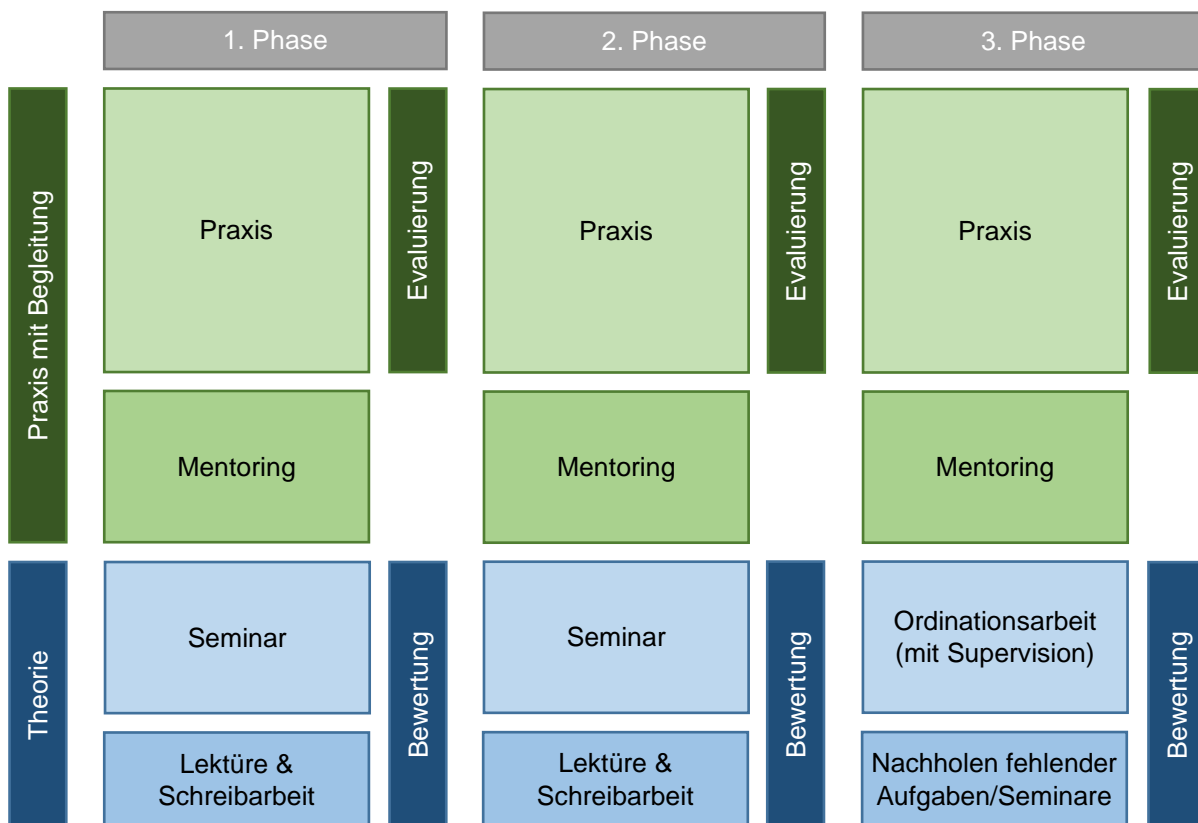 1. Phase
2. Phase
3. Phase
Praxis mit Begleitung
Praxis
Evaluierung
Praxis
Evaluierung
Praxis
Evaluierung
Mentoring
Mentoring
Mentoring
Theorie
Seminar
Bewertung
Seminar
Bewertung
Ordinationsarbeit
(mit Supervision)
Bewertung
Lektüre &
Schreibarbeit
Lektüre &
Schreibarbeit
Nachholen fehlender
Aufgaben/Seminare